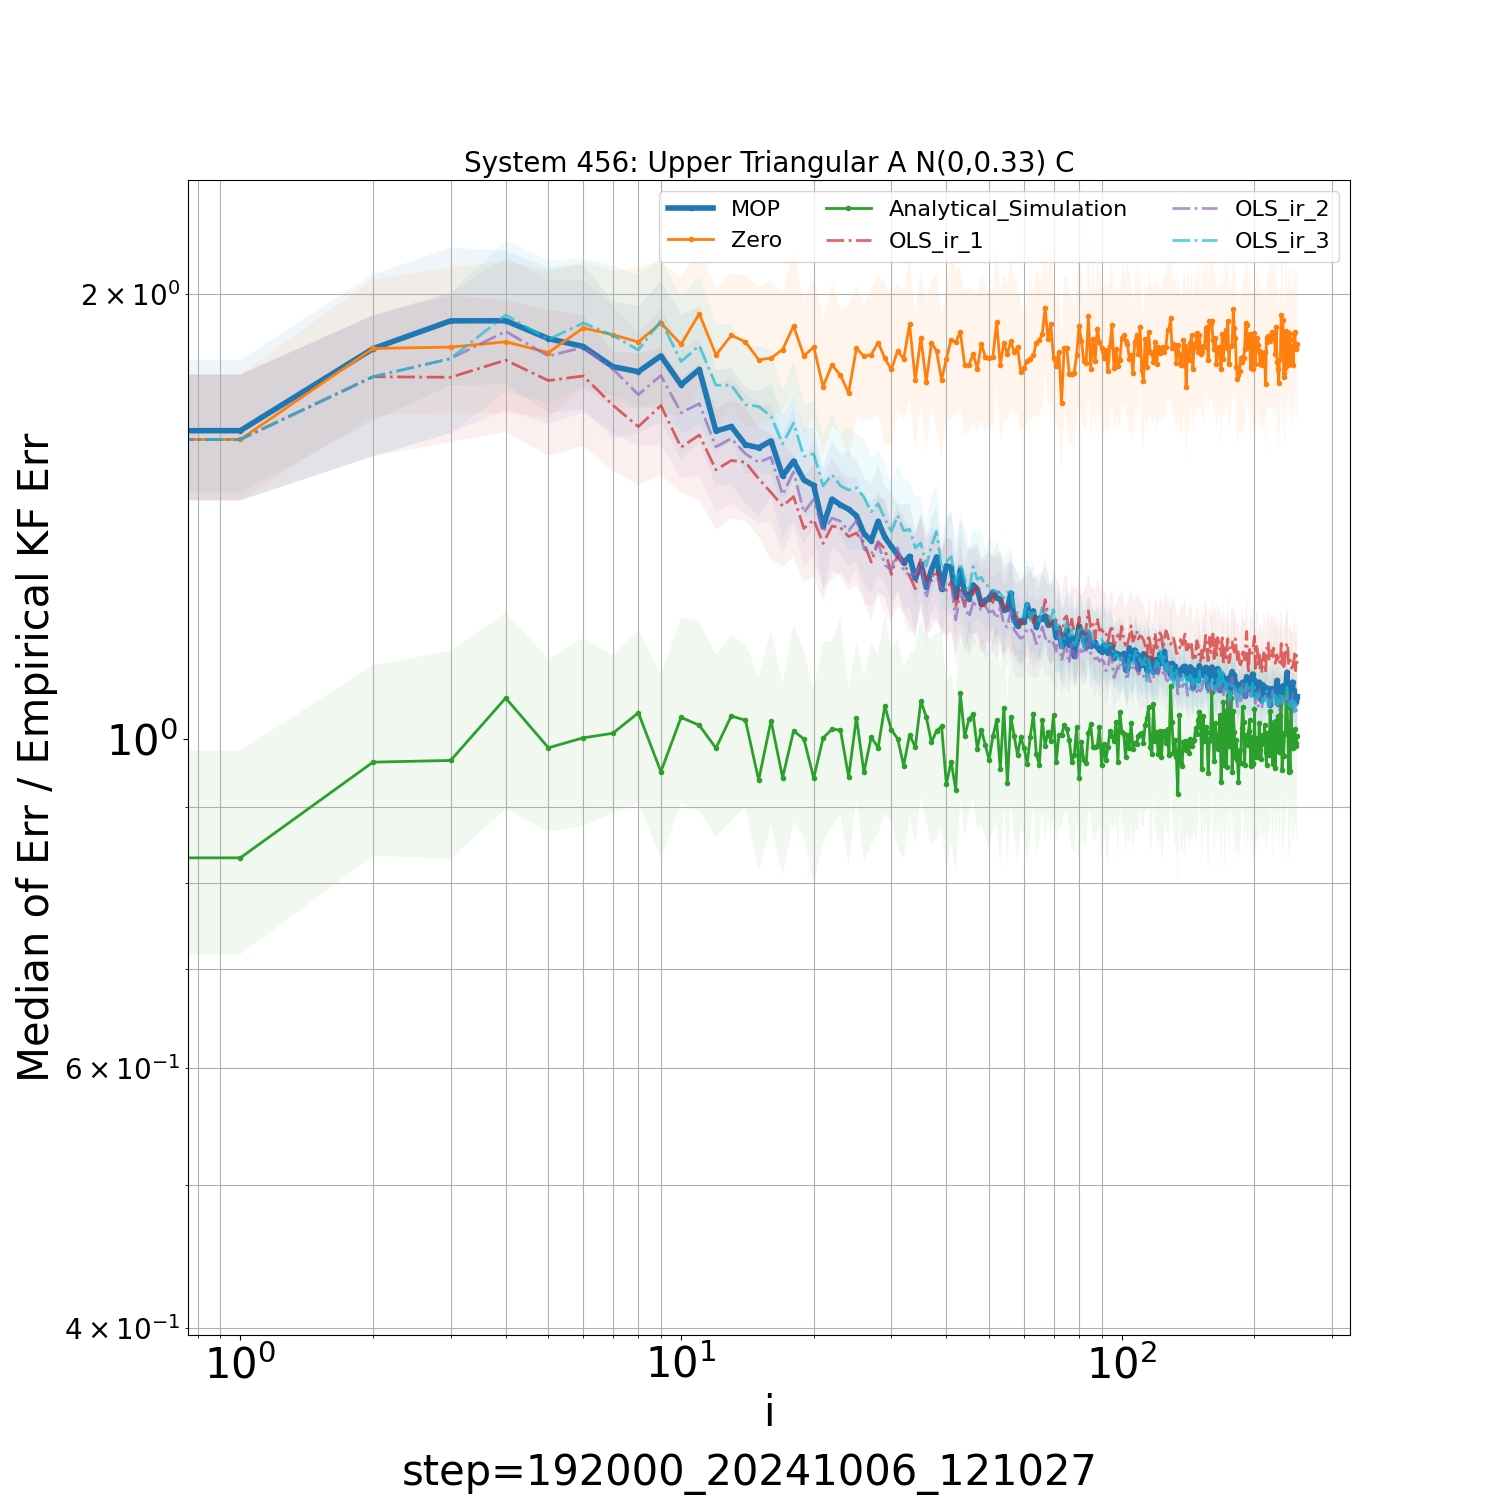 System 456: Upper Triangular A N(0,0.33) C
MOP
Zero
Analytical_Simulation
OLS_ir_1
OLS_ir_2
OLS_ir_3
Median of Err / Empirical KF Err
2 × 10⁰
10⁰
6 × 10⁻¹
4 × 10⁻¹
10⁰ 10¹ 10²
i
step=192000_20241006_121027